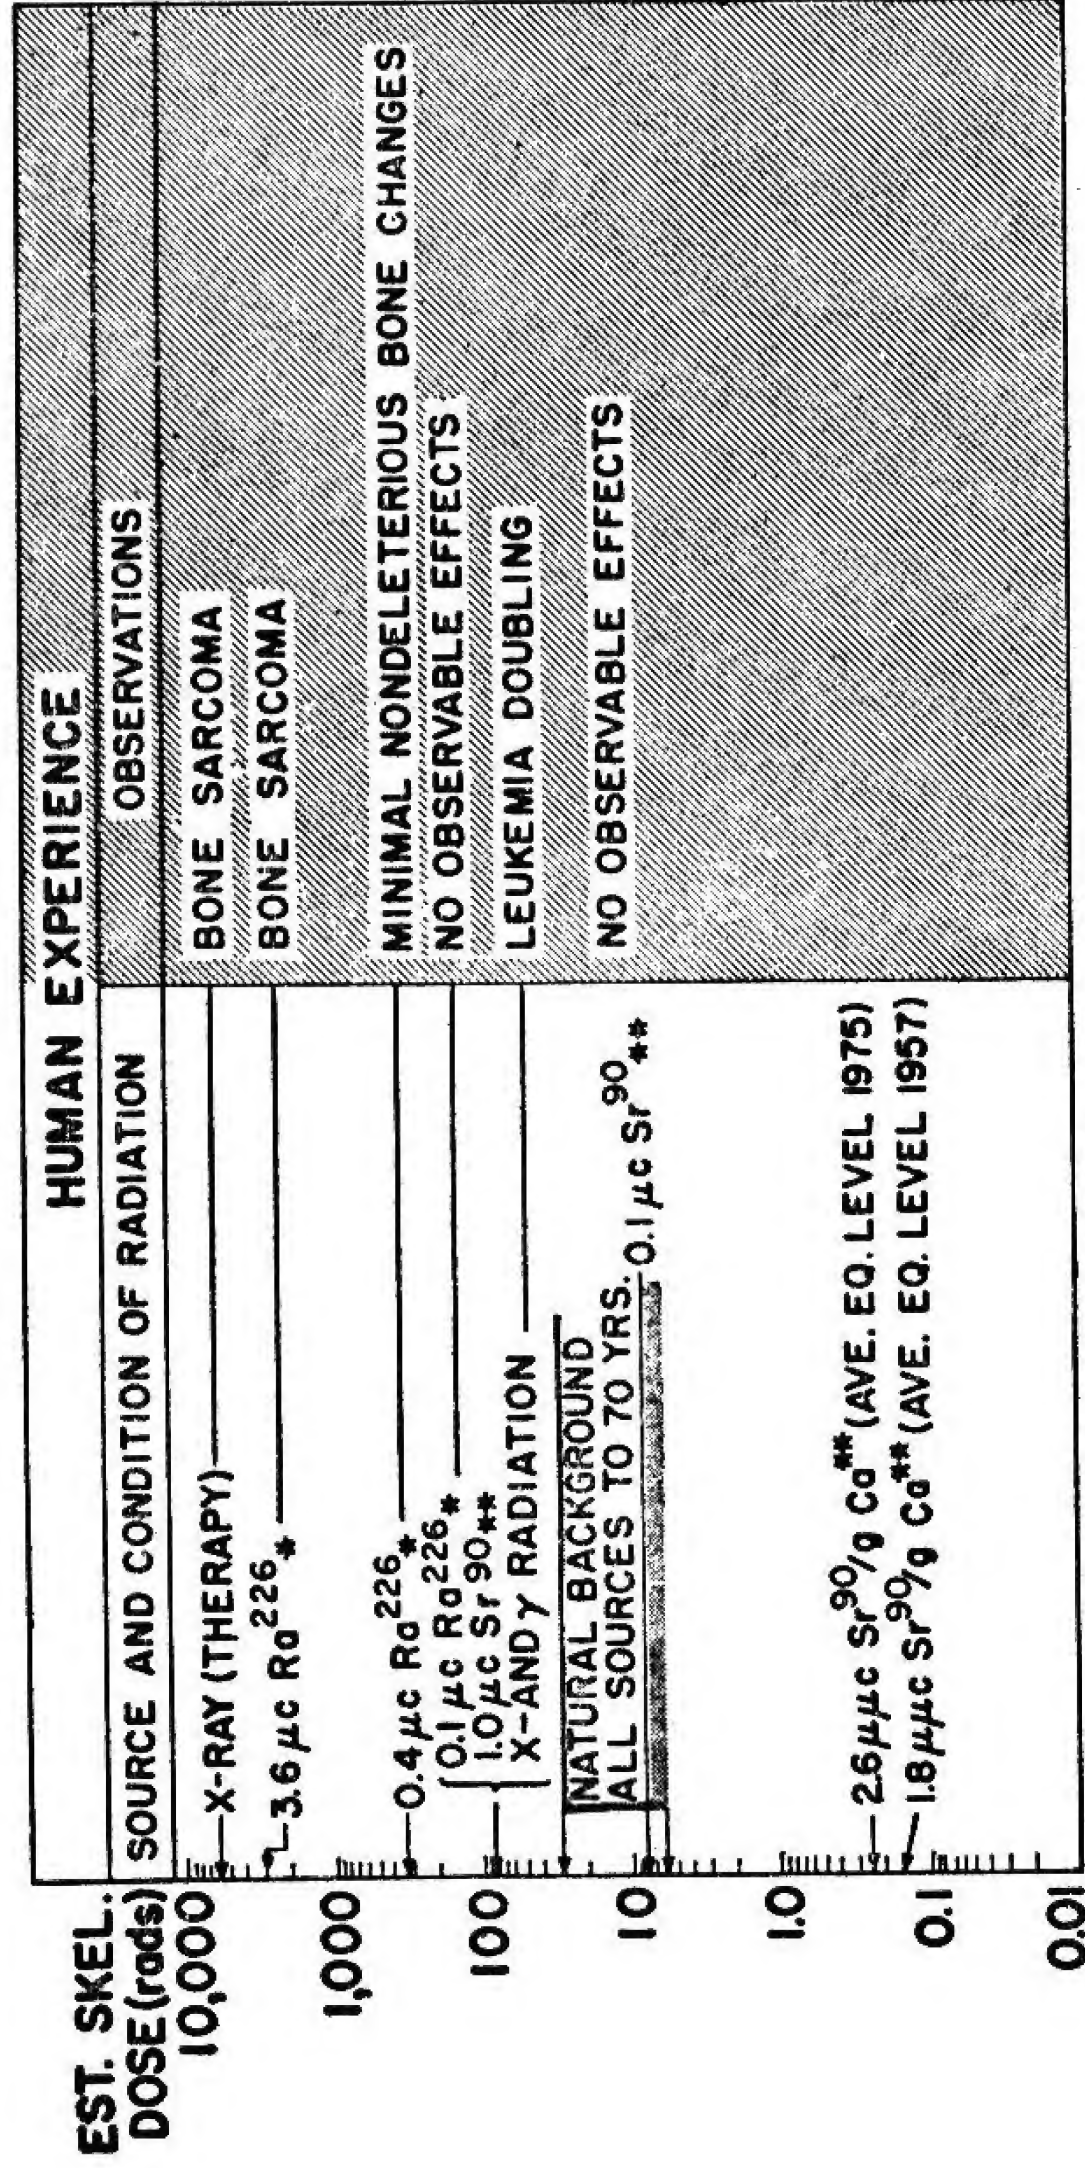 HUMAN EXPERIENCE
EST. SKEL.
DOSE (rads)
SOURCE AND CONDITION OF RADIATION
OBSERVATIONS
10,000
X-RAY (THERAPY)
BONE SARCOMA
3.6 μc Ra226*
BONE SARCOMA
1,000
0.4 μc Ra226*
MINIMAL NONDELETERIOUS BONE CHANGES
0.1 μc Ra226*
NO OBSERVABLE EFFECTS
100
1.0 μc Sr90**
X-AND γ RADIATION
LEUKEMIA DOUBLING
NATURAL BACKGROUND
ALL SOURCES TO 70 YRS.
NO OBSERVABLE EFFECTS
10
0.1 μc Sr90**
1.0
2.6 μμc Sr90/g Ca** (AVE. EQ. LEVEL 1975)
1.8 μμc Sr90/g Ca** (AVE. EQ. LEVEL 1957)
0.1
0.01